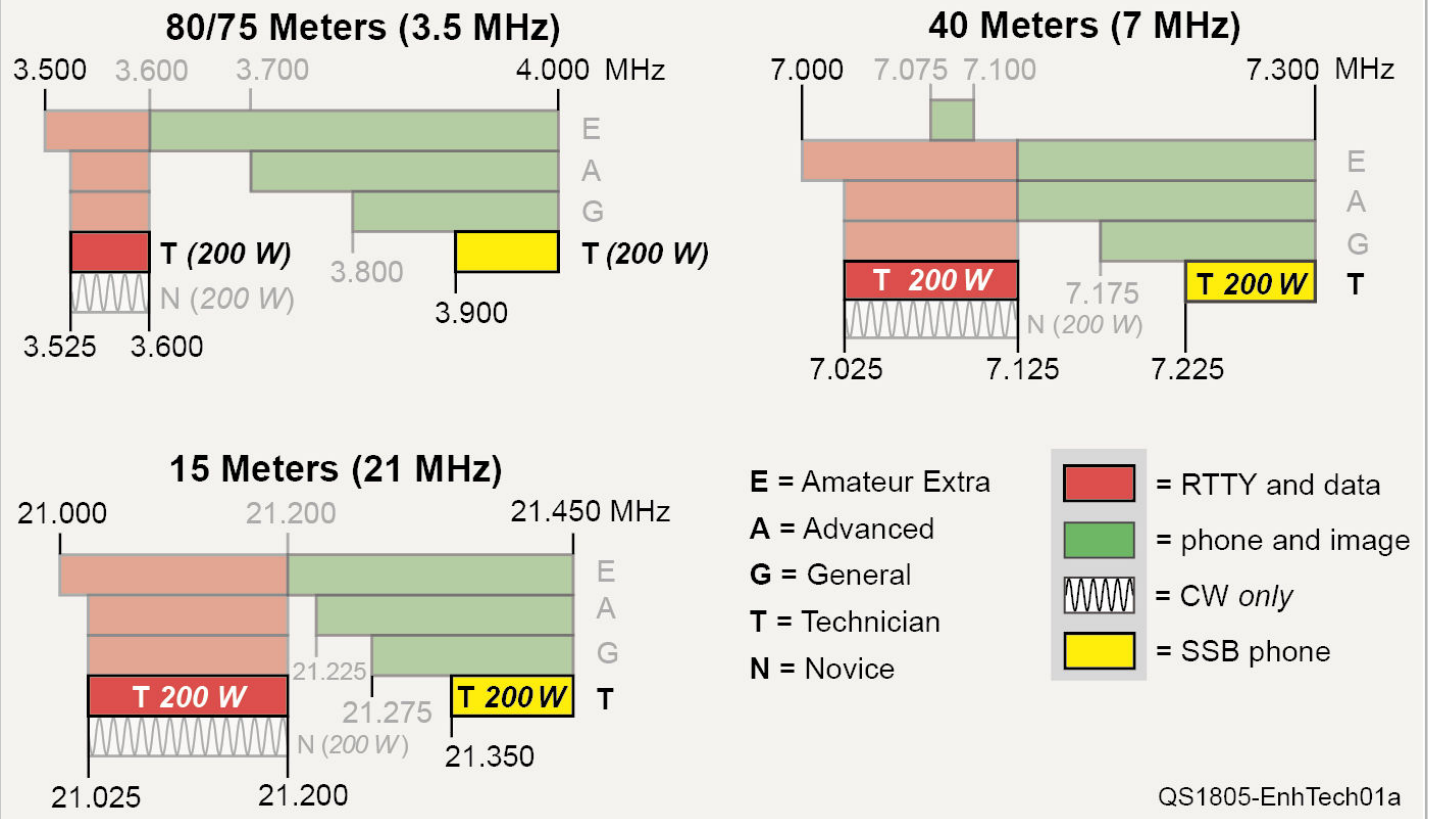 80/75 Meters (3.5 MHz)
3.500 3.600 3.700 4.000 MHz
E
A
G
T (200 W) T (200 W)
3.800
N (200 W)
3.900
3.525 3.600
40 Meters (7 MHz)
7.000 7.075 7.100 7.300 MHz
E
A
G
T 200 W T 200 W T
7.175
N (200 W)
7.025 7.125 7.225
15 Meters (21 MHz)
21.000 21.200 21.450 MHz
E
A
G
21.225
T 200 W T 200 W T
21.275
N (200 W)
21.350
21.025 21.200
E = Amateur Extra
A = Advanced
G = General
T = Technician
N = Novice
= RTTY and data
= phone and image
= CW only
= SSB phone
QS1805-EnhTech01a